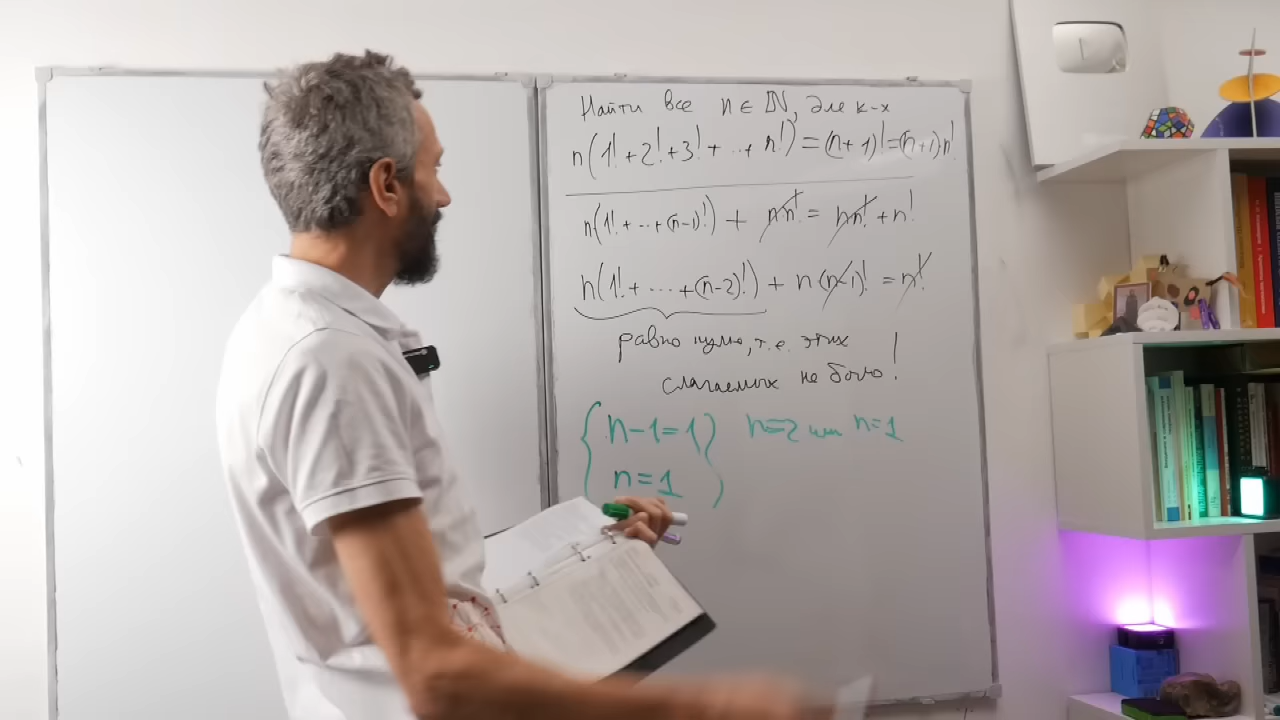 Найти все n ∈ ℕ, для к-х
n(1!+2!+3!+..+n!)=(n+1)!=(n+1)n!
n(1!+...+(n-1)!)+nn!=nn!+n!
n(1!+...+(n-2)!)+n(n-1)!=n!
равно нулю, т.е. этих
слагаемых не было!
n-1=1 n=2 или n=1
n=1